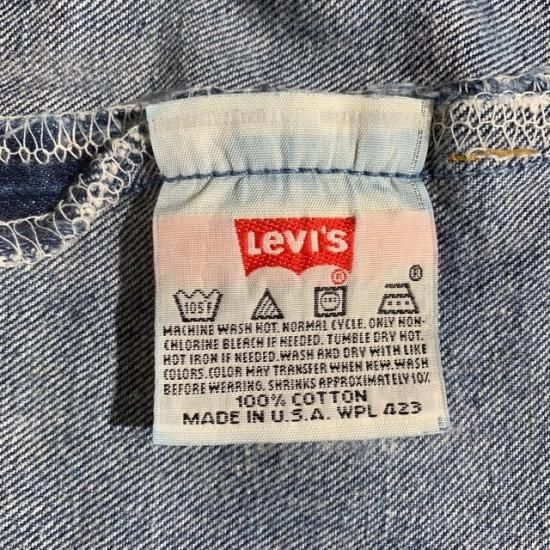 LEVI'S
®
®
105F
MACHINE WASH HOT. NORMAL CYCLE. ONLY NON-
CHLORINE BLEACH IF NEEDED. TUMBLE DRY HOT.
HOT IRON IF NEEDED. WASH AND DRY WITH LIKE
COLORS. COLOR MAY TRANSFER WHEN NEW. WASH
BEFORE WEARING. SHRINKS APPROXIMATELY 10%
100% COTTON
MADE IN U.S.A. WPL 423